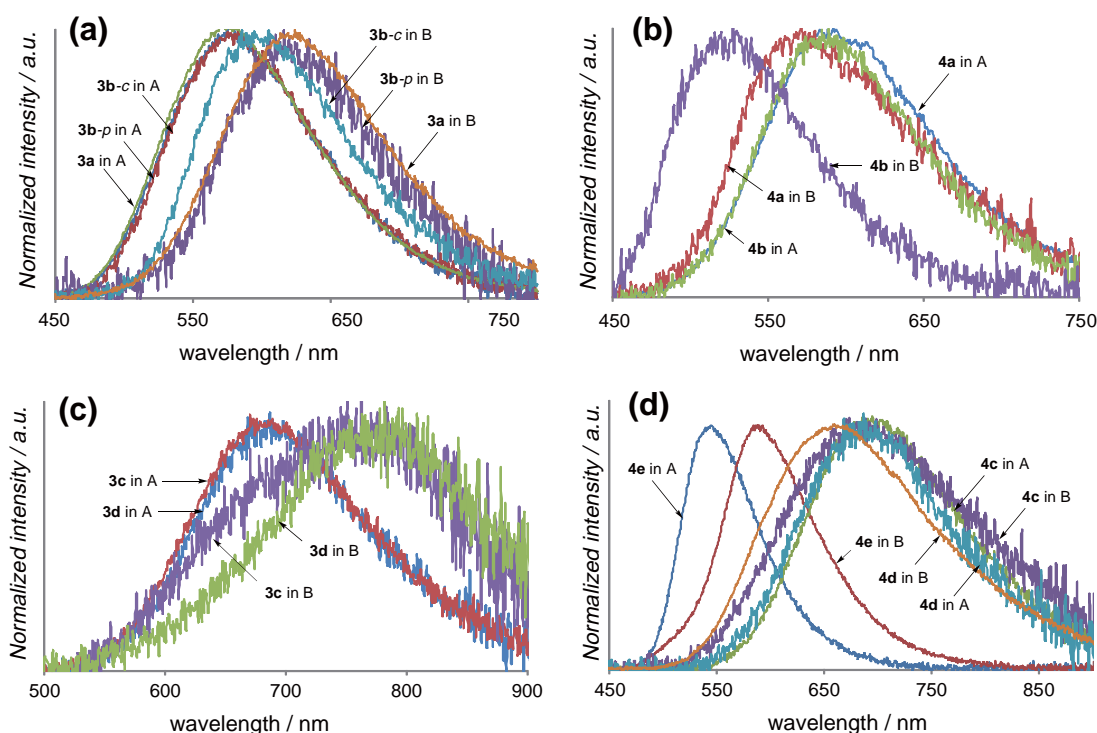 (a)
Normalized intensity / a.u.
3b-c in A
3b-p in A
3a in A
3b-c in B
3b-p in B
3a in B
450 550 650 750
wavelength / nm
(b)
Normalized intensity / a.u.
4a in A
4b in B
4a in B
4b in A
450 550 650 750
wavelength / nm
(c)
Normalized intensity / a.u.
3c in A
3d in A
3d in B
3c in B
500 600 700 800 900
wavelength / nm
(d)
Normalized intensity / a.u.
4e in A
4c in A
4c in B
4e in B
4d in B
4d in A
450 550 650 750 850
wavelength / nm